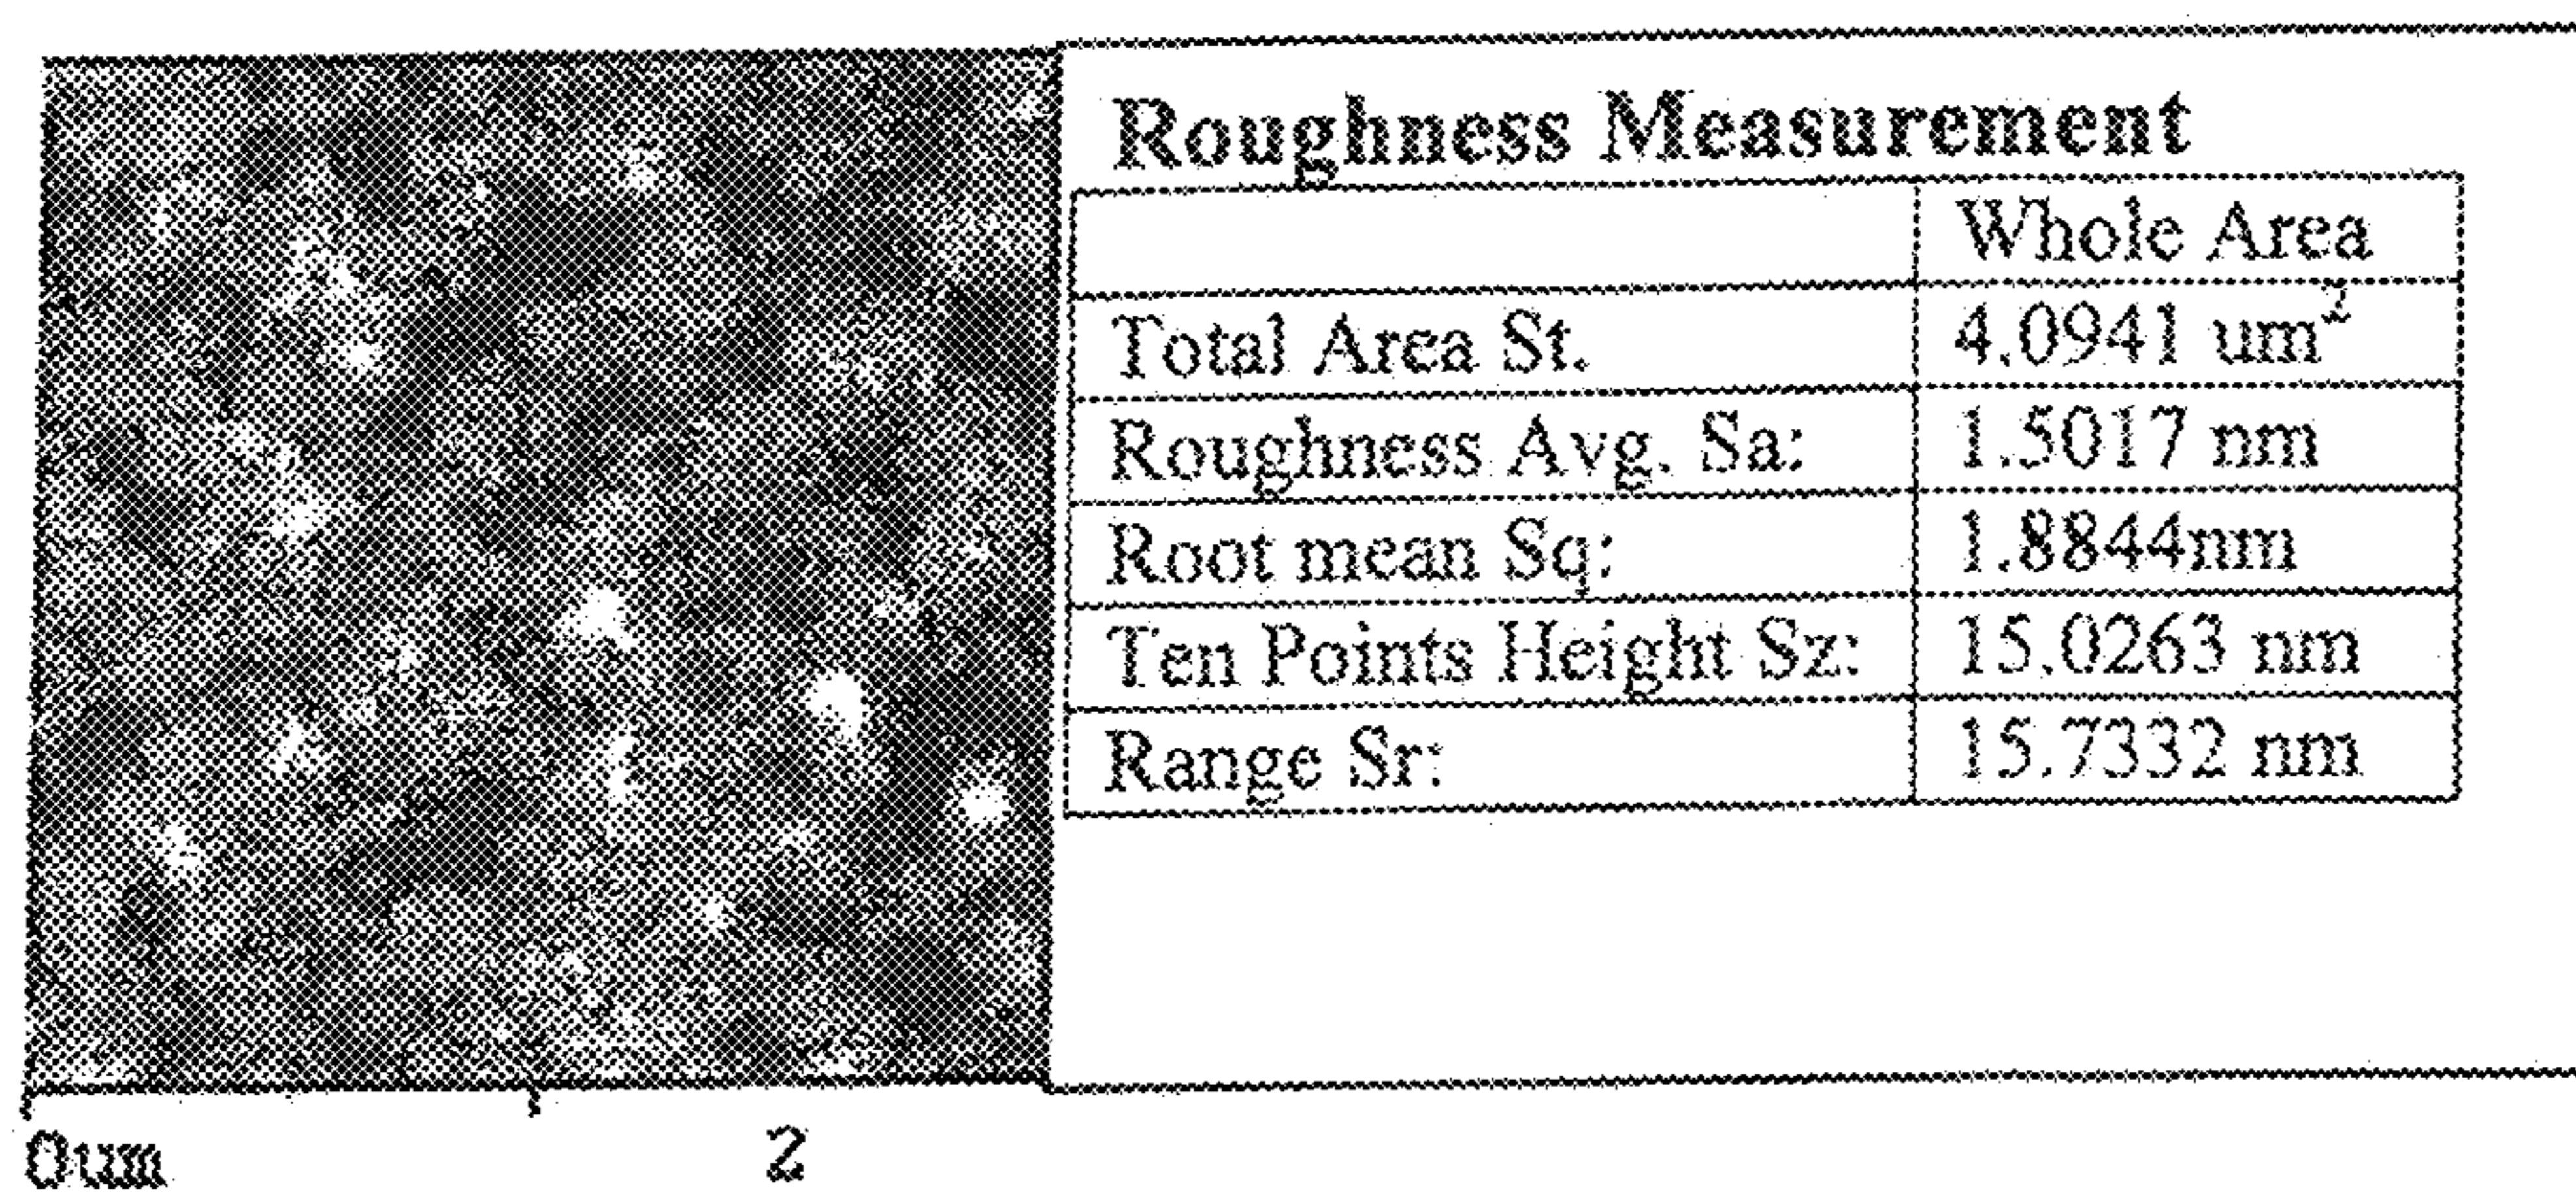 Roughness Measurement
Whole Area
Total Area St. 4.0941 um²
Roughness Avg. Sa: 1.5017 nm
Root mean Sq: 1.8844nm
Ten Points Height Sz: 15.0263 nm
Range Sr: 15.7332 nm
0um 2